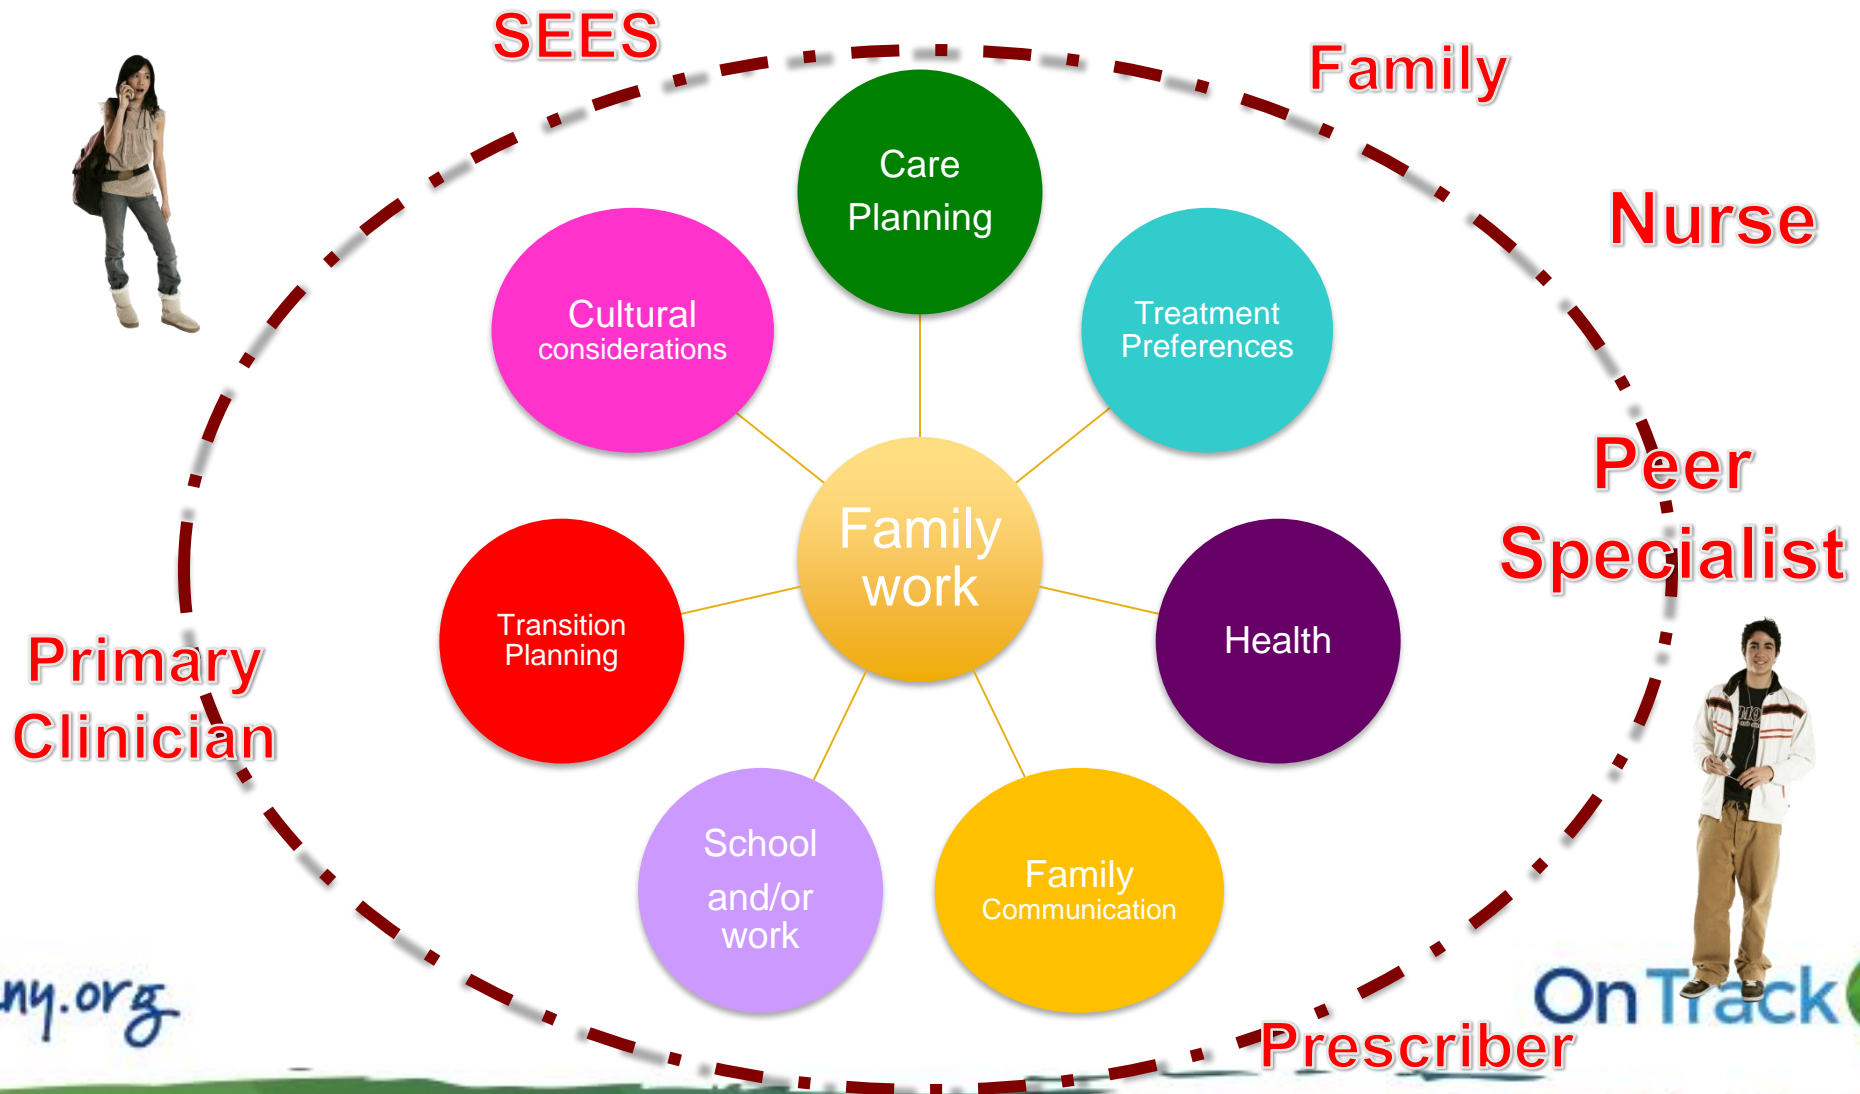 SEES
Family
Nurse
Care
Planning
Cultural
considerations
Treatment
Preferences
Peer
Specialist
Family
work
Transition
Planning
Health
Primary
Clinician
School
and/or
work
Family
Communication
ny.org
OnTrack
Prescriber